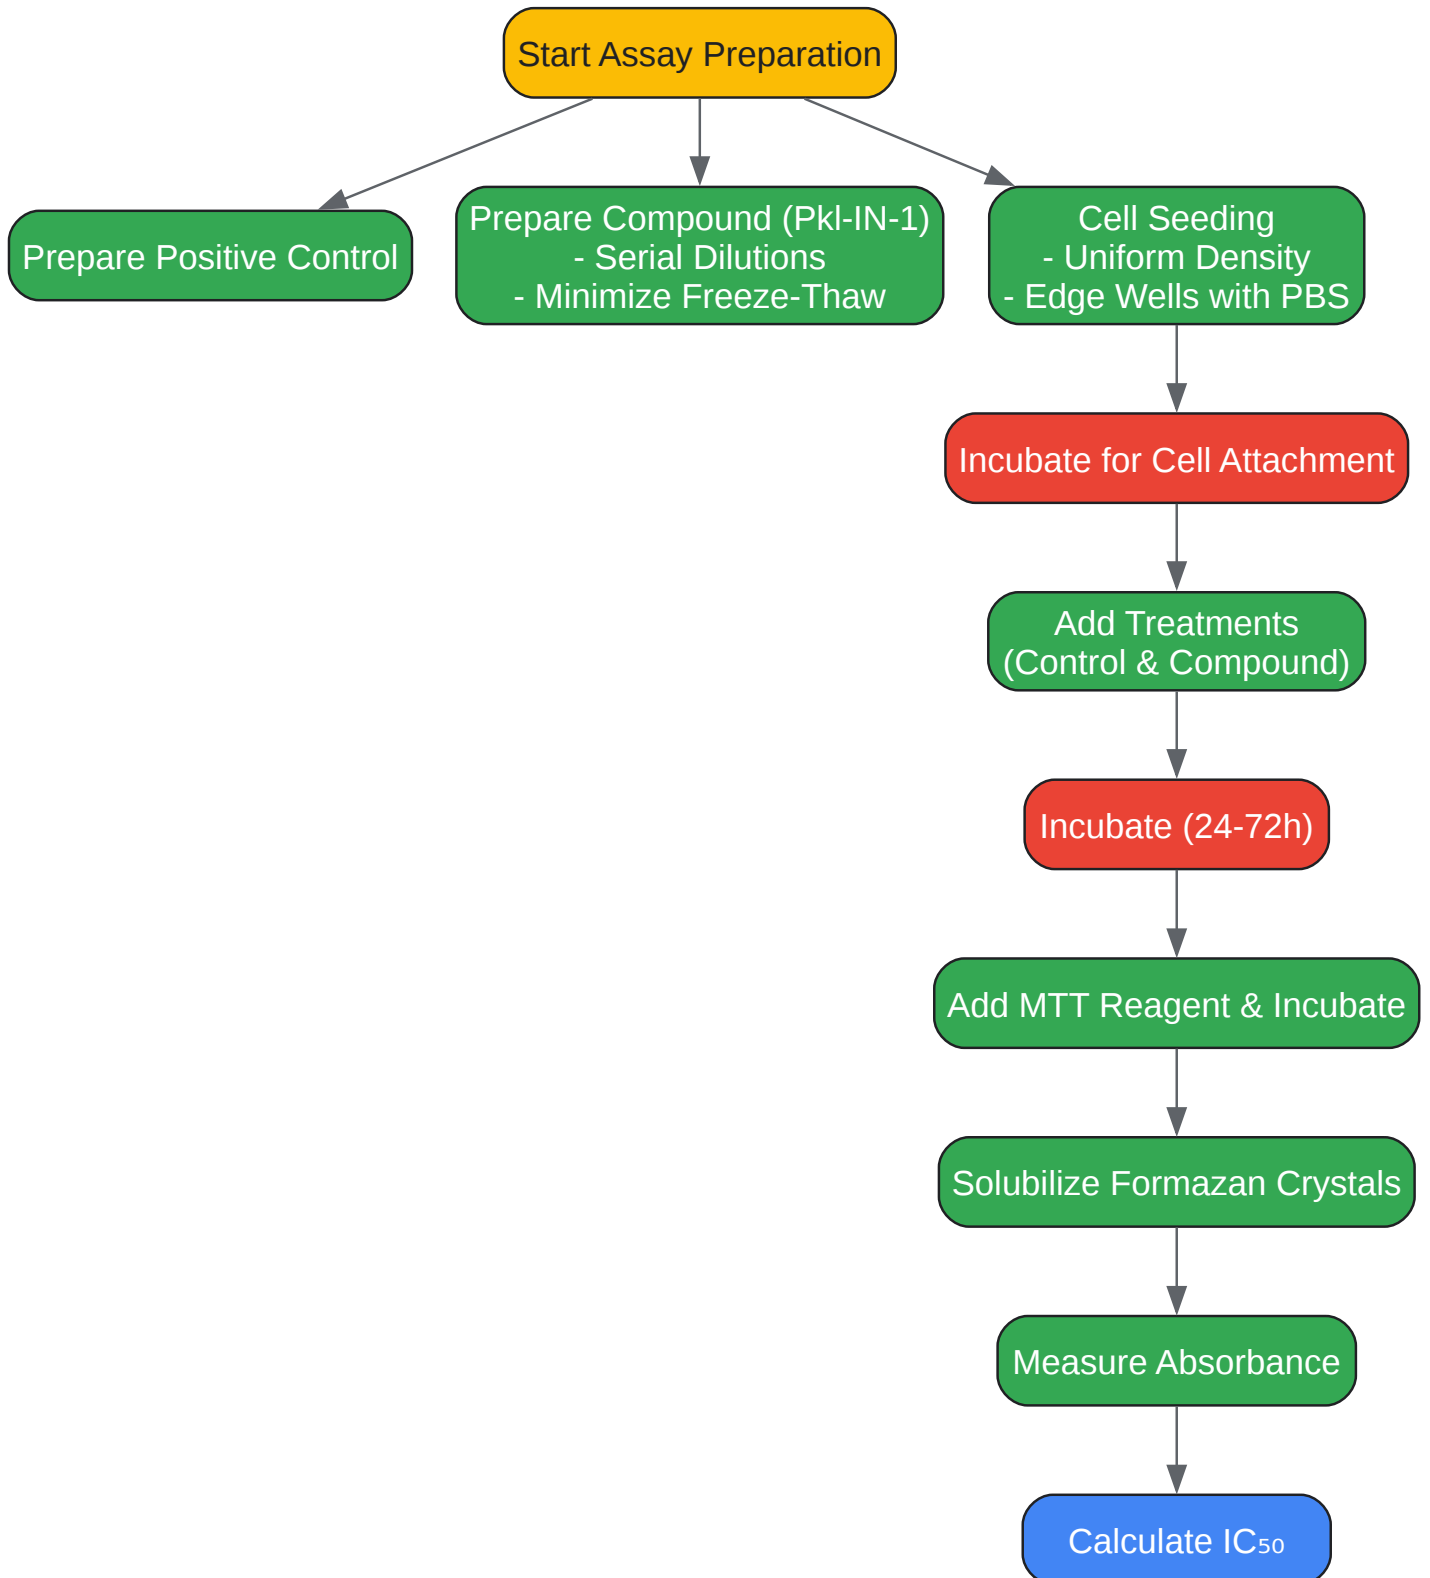 Start Assay Preparation
Prepare Positive Control
Prepare Compound (Pkl-IN-1)
- Serial Dilutions
- Minimize Freeze-Thaw
Cell Seeding
- Uniform Density
- Edge Wells with PBS
Incubate for Cell Attachment
Add Treatments
(Control & Compound)
Incubate (24-72h)
Add MTT Reagent & Incubate
Solubilize Formazan Crystals
Measure Absorbance
Calculate IC₅₀